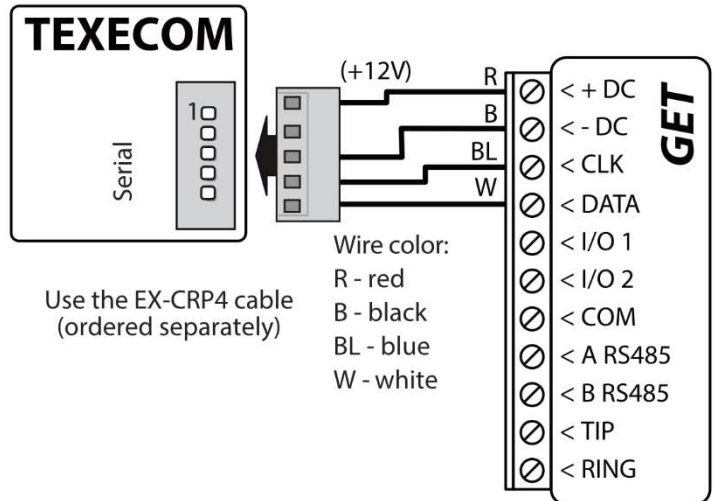 TEXECOM
1
Serial
Use the EX-CRP4 cable
(ordered separately)
(+12V)
R
B
BL
W
Wire color:
R - red
B - black
BL - blue
W - white
GET
< + DC
< - DC
< CLK
< DATA
< I/O 1
< I/O 2
< COM
< A RS485
< B RS485
< TIP
< RING